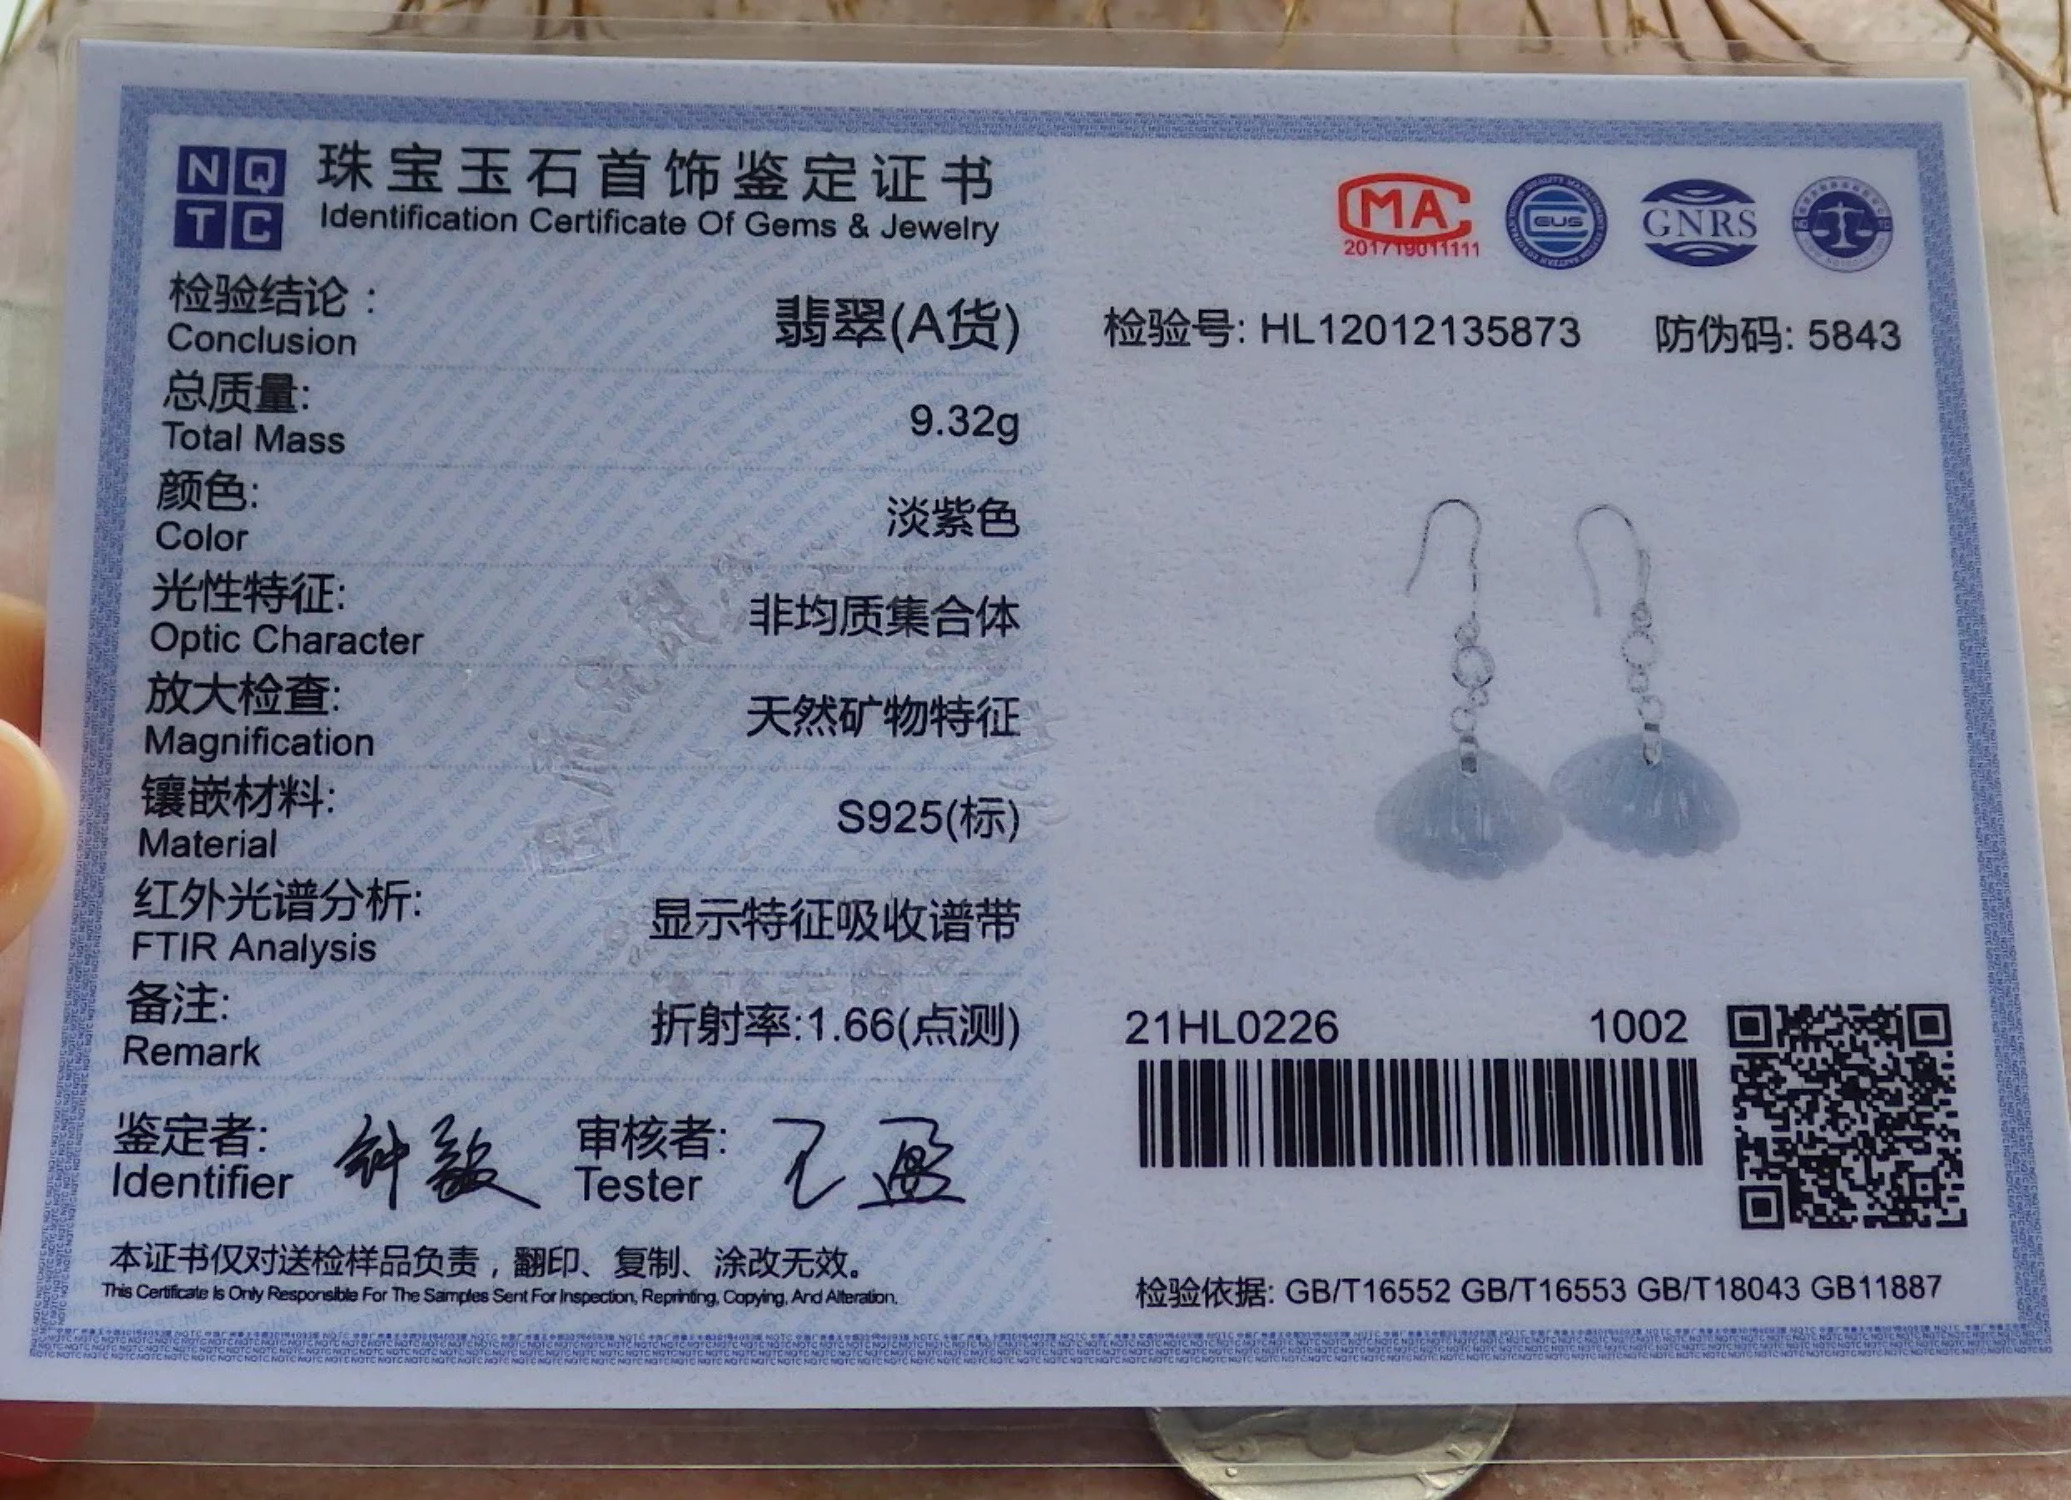 NQ
TC
珠宝玉石首饰鉴定证书
Identification Certificate Of Gems & Jewelry
检验结论：
Conclusion
翡翠(A货)
总质量:
Total Mass
9.32g
颜色:
Color
淡紫色
光性特征:
Optic Character
非均质集合体
放大检查:
Magnification
天然矿物特征
镶嵌材料:
Material
S925(标)
红外光谱分析:
FTIR Analysis
显示特征吸收谱带
备注:
Remark
折射率:1.66(点测)
鉴定者:
Identifier
审核者:
Tester
本证书仅对送检样品负责，翻印、复制、涂改无效。
This Certificate Is Only Responsible For The Samples Sent For Inspection, Reprinting, Copying, And Alteration.
MA
201719011111
GNRS
检验号: HL12012135873 防伪码: 5843
21HL0226 1002
检验依据: GB/T16552 GB/T16553 GB/T18043 GB11887